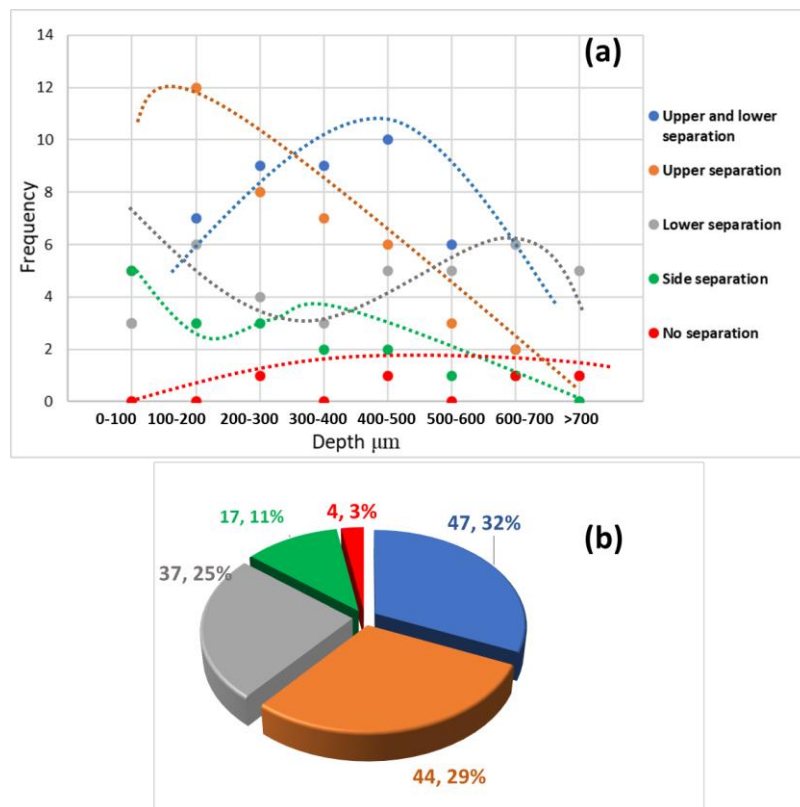 (a)
14
12
10
8
6
4
2
0
Frequency
0-100 100-200 200-300 300-400 400-500 500-600 600-700 >700
Depth μm
Upper and lower
separation
Upper separation
Lower separation
Side separation
No separation
(b)
4, 3%
17, 11%
47, 32%
37, 25%
44, 29%